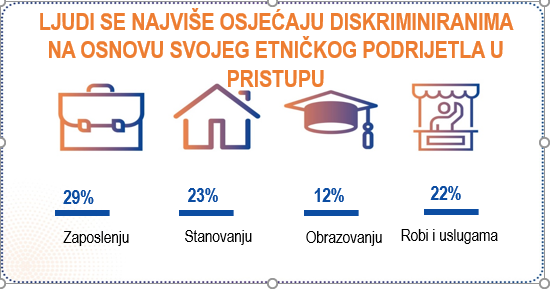 LJUDI SE NAJVIŠE OSJEĆAJU DISKRIMINIRANIMA
NA OSNOVU SVOJEG ETNIČKOG PODRIJETLA U
PRISTUPU
29%
23%
12%
22%
Zaposlenju
Stanovanju
Obrazovanju
Robi i uslugama